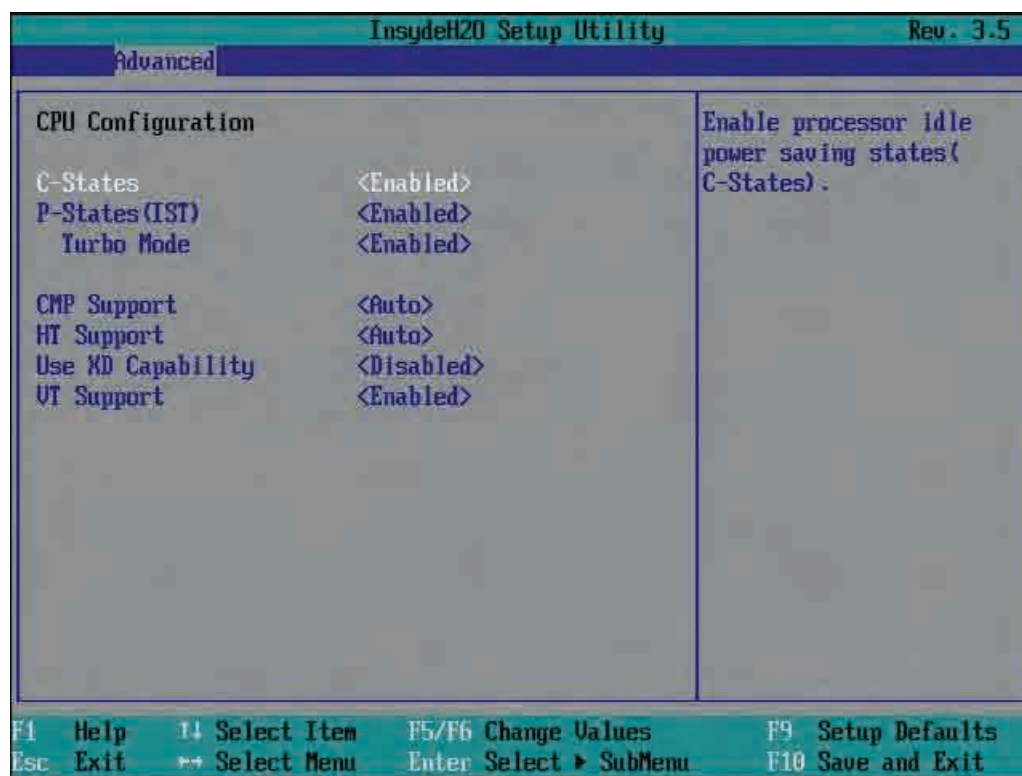 InsydeH20 Setup Utility Rev. 3.5
Advanced
CPU Configuration
C-States <Enabled>
P-States(IST) <Enabled>
Turbo Mode <Enabled>
CMP Support <Auto>
HT Support <Auto>
Use XD Capability <Disabled>
VT Support <Enabled>
Enable processor idle
power saving states(
C-States).
F1 Help ↑↓ Select Item F5/F6 Change Values F9 Setup Defaults
Esc Exit ←→ Select Menu Enter Select ▶ SubMenu F10 Save and Exit